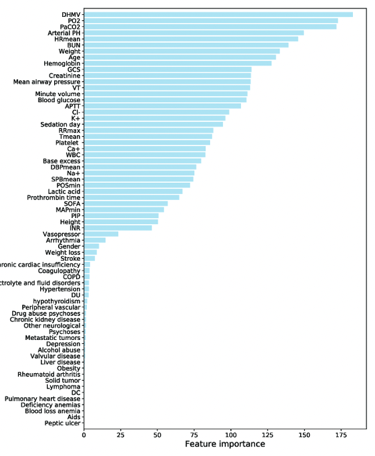 DHMV
PO2
PaCO2
Arterial PH
HRmean
BUN
Weight
Age
Hemoglobin
GCS
Creatinine
Mean airway pressure
VT
Minute volume
Blood glucose
APTT
Cl-
K+
Sedation day
RRmax
Tmean
Platelet
Ca+
WBC
Base excess
DBPmean
Na+
SPBmean
POSmin
Lactic acid
Prothrombin time
SOFA
MAPmin
PIP
Height
INR
Vasopressor
Arrhythmia
Gender
Weight loss
Stroke
hronic cardiac insufficiency
Coagulopathy
COPD
ctrolyte and fluid disorders
Hypertension
DU
hypothyroidism
Peripheral vascular
Drug abuse psychoses
Chronic kidney disease
Other neurological
Psychoses
Metastatic tumors
Depression
Alcohol abuse
Valvular disease
Liver disease
Obesity
Rheumatoid arthritis
Solid tumor
Lymphoma
DC
Pulmonary heart disease
Deficiency anemias
Blood loss anemia
Aids
Peptic ulcer
0 25 50 75 100 125 150 175
Feature importance